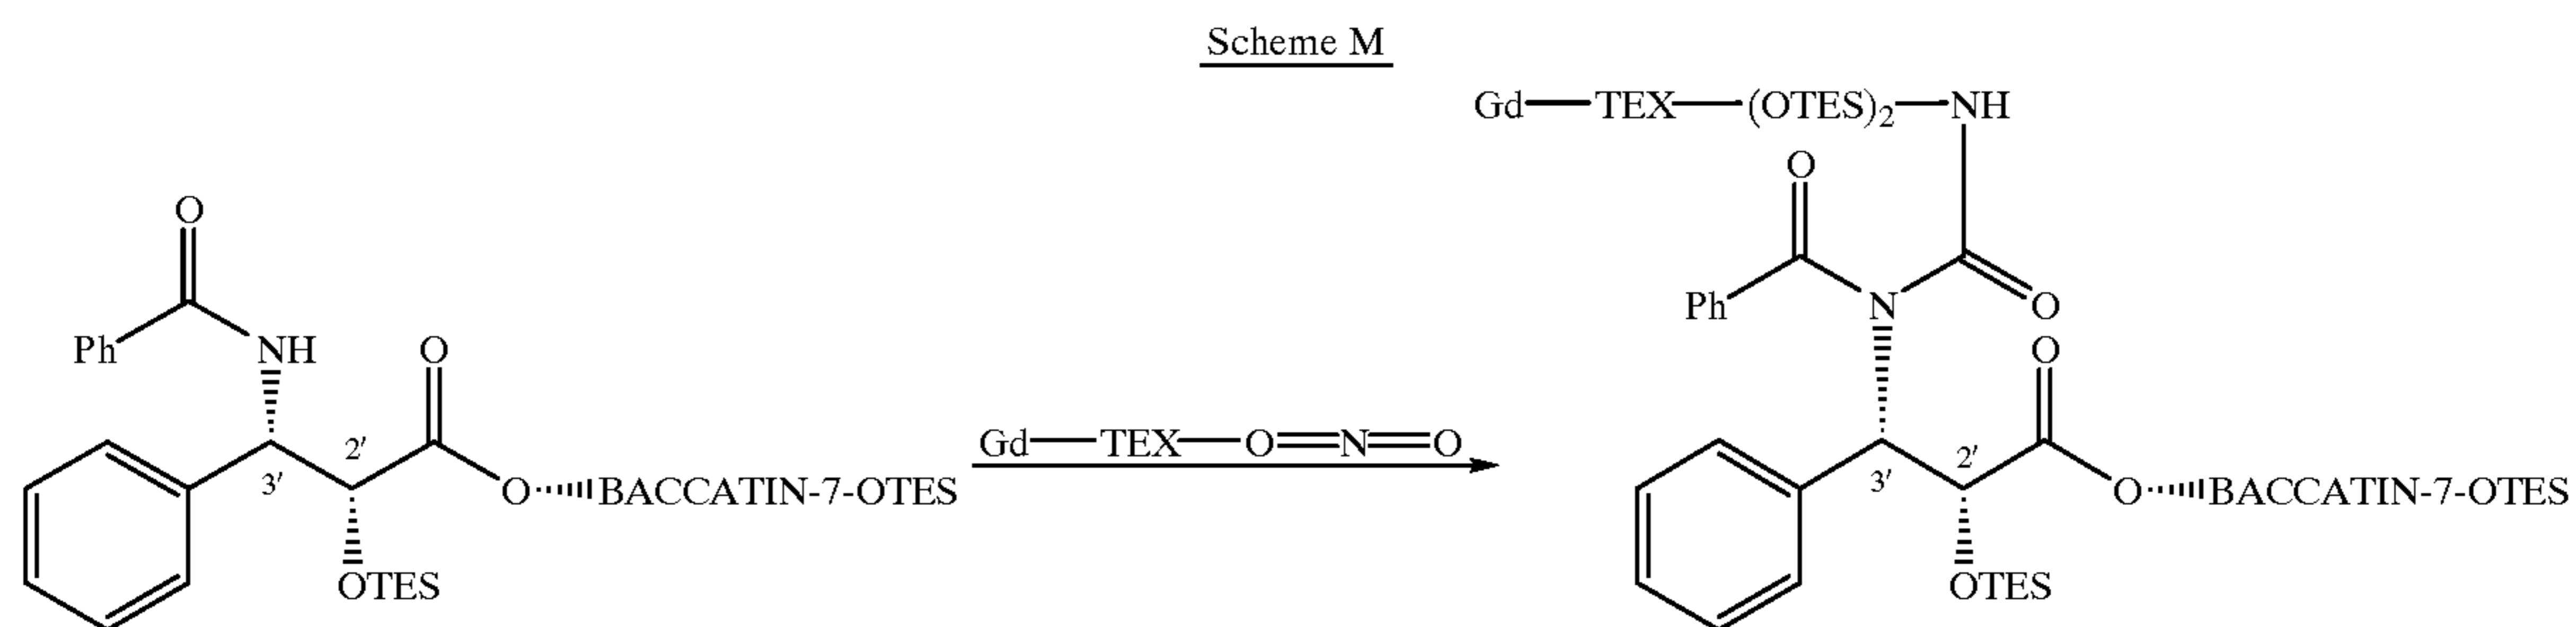 Scheme M
Gd—TEX—(OTES)₂—NH
O
Ph
N
O
3'
2'
O
O
BACCATIN-7-OTES
OTES
O
Ph
NH
3'
2'
O
O
BACCATIN-7-OTES
OTES
Gd—TEX—O=N=O